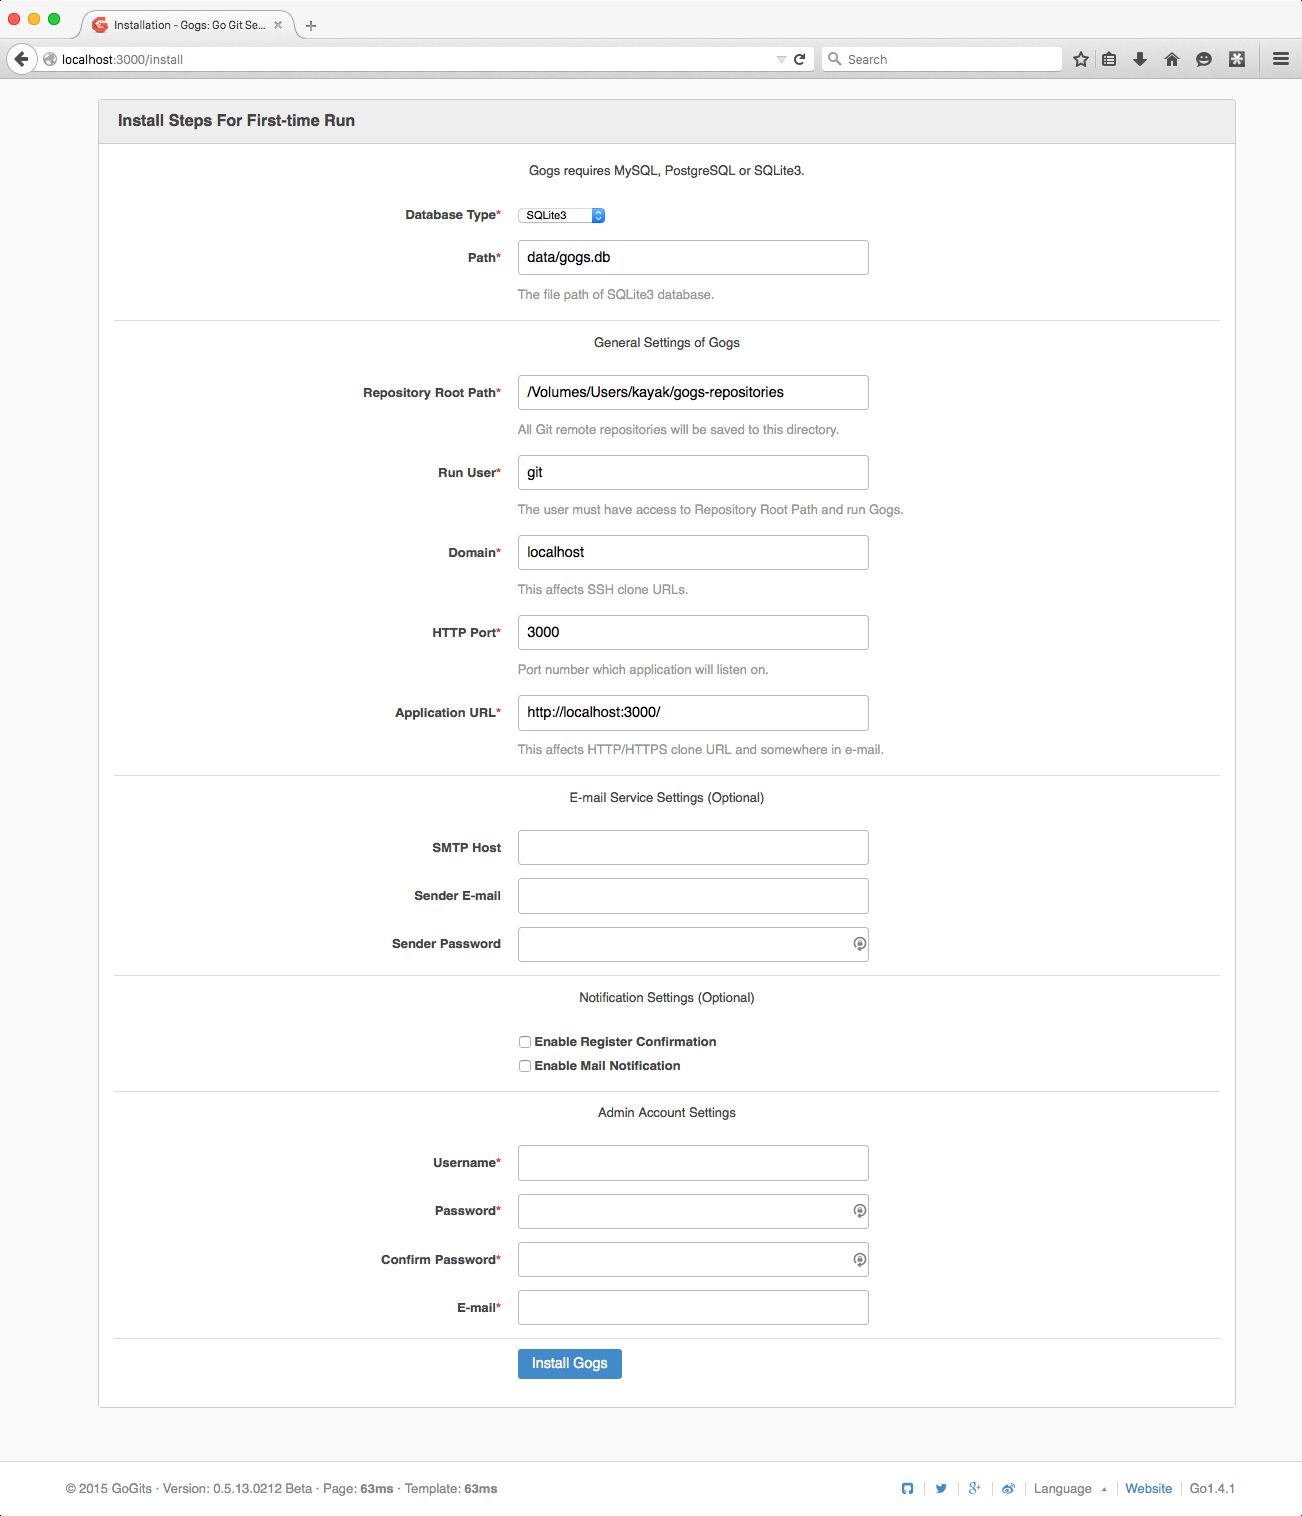 Installation - Gogs: Go Git Se...
localhost:3000/install
Search
Install Steps For First-time Run
Gogs requires MySQL, PostgreSQL or SQLite3.
Database Type* SQLite3
Path* data/gogs.db
The file path of SQLite3 database.
General Settings of Gogs
Repository Root Path* /Volumes/Users/kayak/gogs-repositories
All Git remote repositories will be saved to this directory.
Run User* git
The user must have access to Repository Root Path and run Gogs.
Domain* localhost
This affects SSH clone URLs.
HTTP Port* 3000
Port number which application will listen on.
Application URL* http://localhost:3000/
This affects HTTP/HTTPS clone URL and somewhere in e-mail.
E-mail Service Settings (Optional)
SMTP Host
Sender E-mail
Sender Password
Notification Settings (Optional)
Enable Register Confirmation
Enable Mail Notification
Admin Account Settings
Username*
Password*
Confirm Password*
E-mail*
Install Gogs
© 2015 GoGits · Version: 0.5.13.0212 Beta · Page: 63ms · Template: 63ms
Language Website Go1.4.1